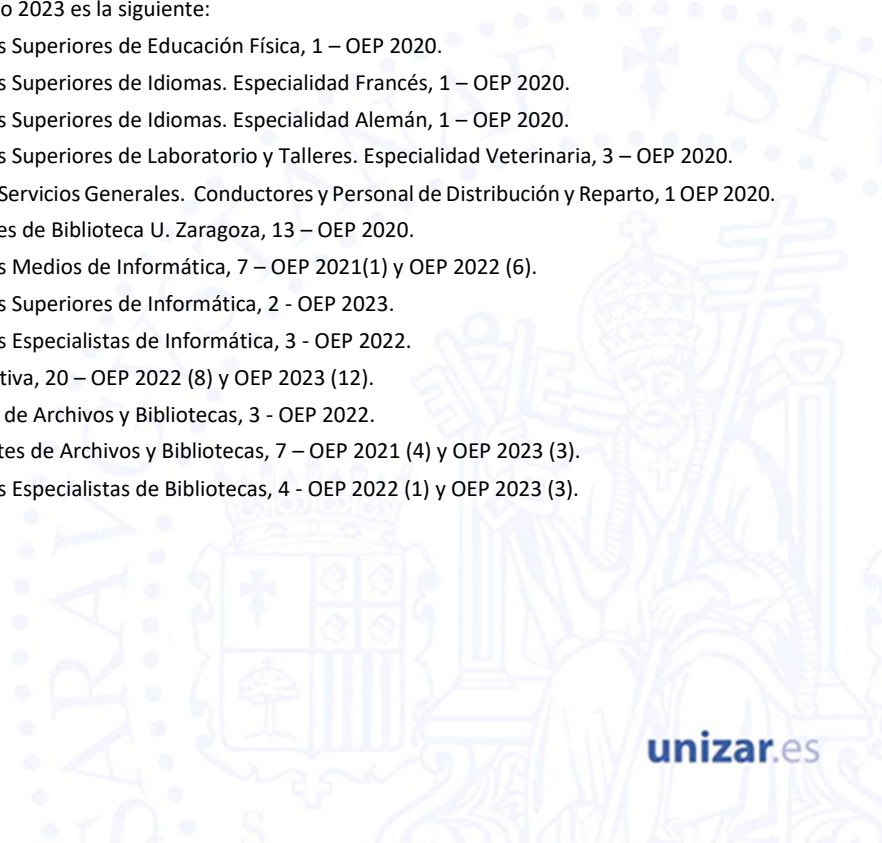 o 2023 es la siguiente:
s Superiores de Educación Física, 1 – OEP 2020.
s Superiores de Idiomas. Especialidad Francés, 1 – OEP 2020.
s Superiores de Idiomas. Especialidad Alemán, 1 – OEP 2020.
s Superiores de Laboratorio y Talleres. Especialidad Veterinaria, 3 – OEP 2020.
Servicios Generales. Conductores y Personal de Distribución y Reparto, 1 OEP 2020.
es de Biblioteca U. Zaragoza, 13 – OEP 2020.
s Medios de Informática, 7 – OEP 2021(1) y OEP 2022 (6).
s Superiores de Informática, 2 - OEP 2023.
s Especialistas de Informática, 3 - OEP 2022.
tiva, 20 – OEP 2022 (8) y OEP 2023 (12).
de Archivos y Bibliotecas, 3 - OEP 2022.
tes de Archivos y Bibliotecas, 7 – OEP 2021 (4) y OEP 2023 (3).
s Especialistas de Bibliotecas, 4 - OEP 2022 (1) y OEP 2023 (3).
unizar.es